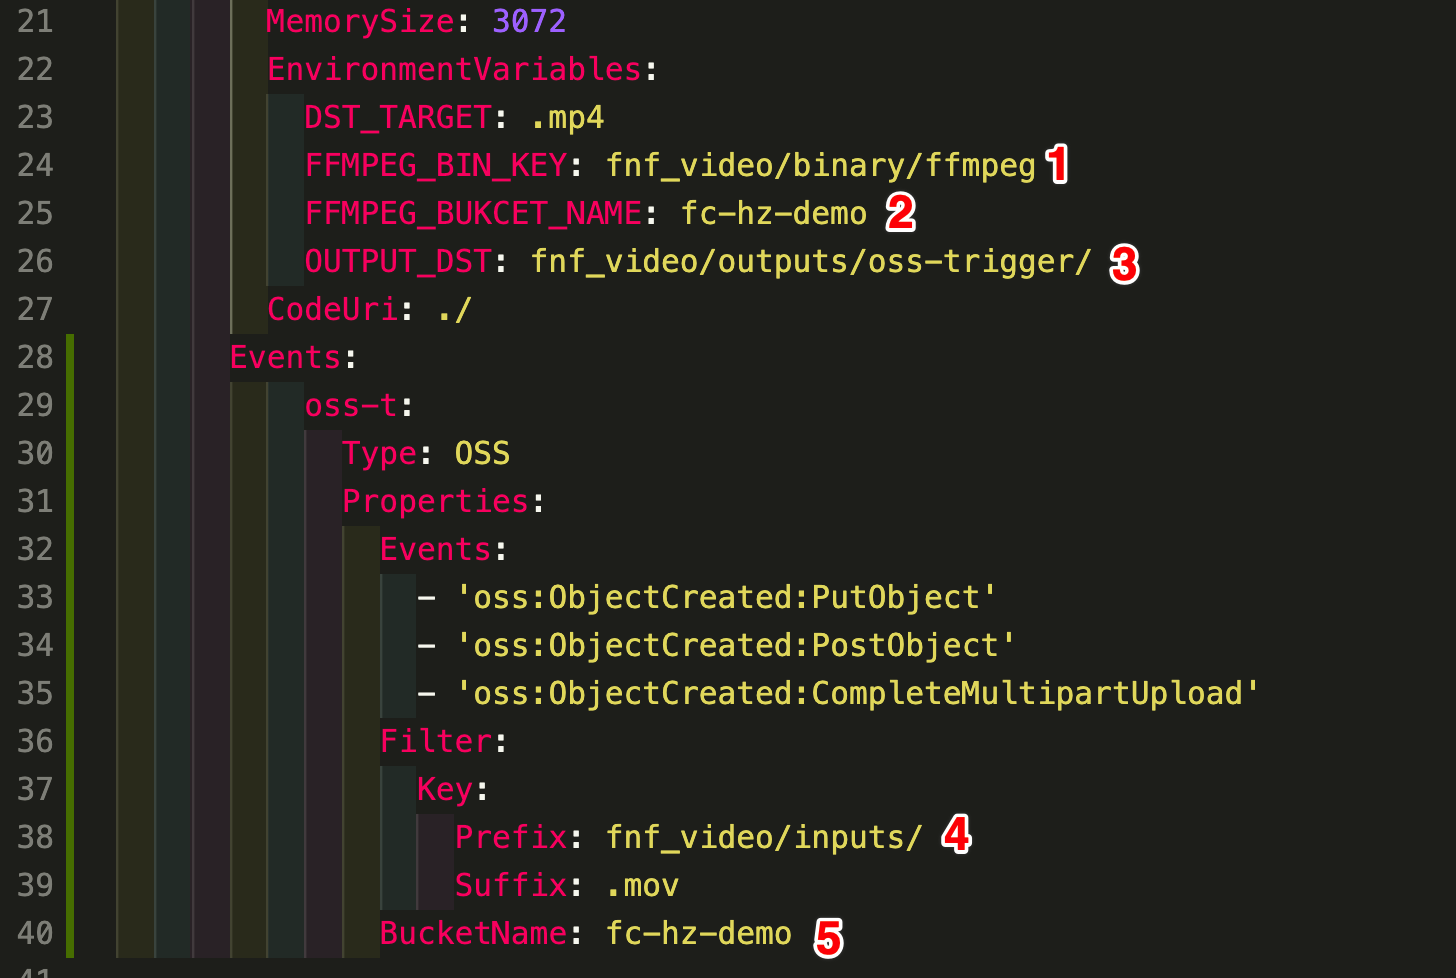 21 MemorySize: 3072
22 EnvironmentVariables:
23 DST_TARGET: .mp4
24 FFMPEG_BIN_KEY: fnf_video/binary/ffmpeg 1
25 FFMPEG_BUKCET_NAME: fc-hz-demo 2
26 OUTPUT_DST: fnf_video/outputs/oss-trigger/ 3
27 CodeUri: ./
28 Events:
29 oss-t:
30 Type: OSS
31 Properties:
32 Events:
33 - 'oss:ObjectCreated:PutObject'
34 - 'oss:ObjectCreated:PostObject'
35 - 'oss:ObjectCreated:CompleteMultipartUpload'
36 Filter:
37 Key:
38 Prefix: fnf_video/inputs/ 4
39 Suffix: .mov
40 BucketName: fc-hz-demo 5
41